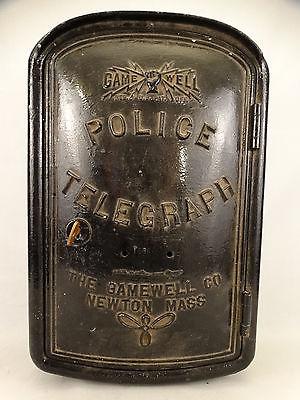 GAME WELL
POLICE
TELEGRAPH
THE GAMEWELL CO
NEWTON MASS